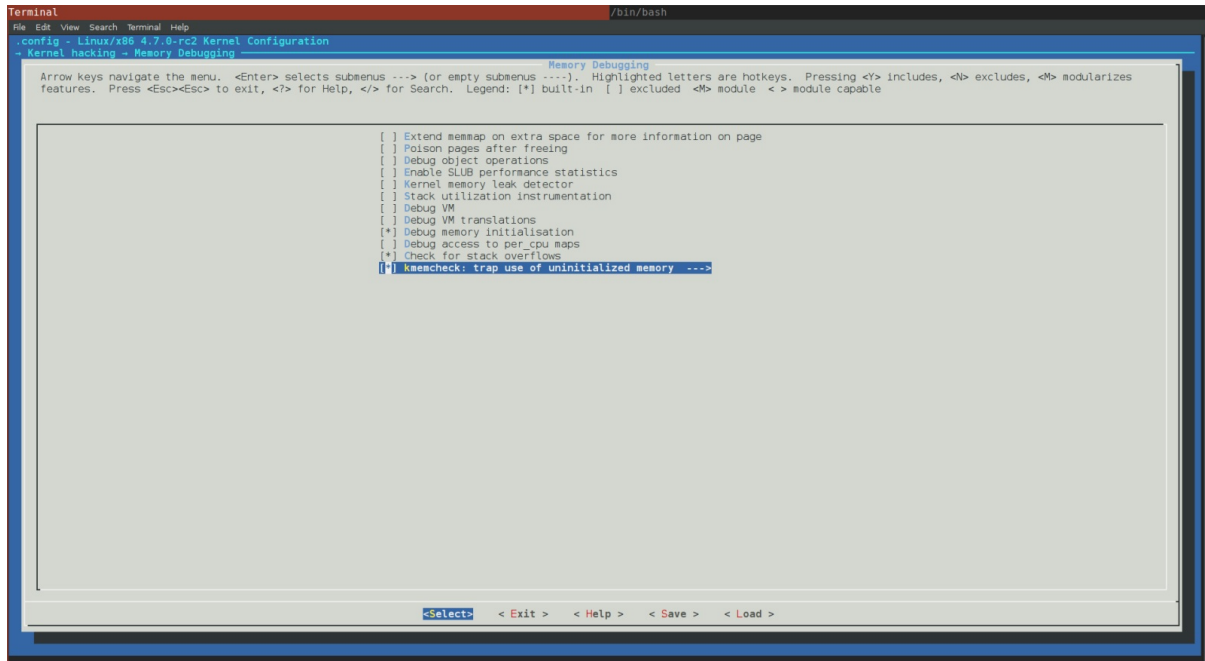 Terminal /bin/bash
File Edit View Search Terminal Help
.config - Linux/x86 4.7.0-rc2 Kernel Configuration
→ Kernel hacking → Memory Debugging
Memory Debugging
Arrow keys navigate the menu. <Enter> selects submenus ---> (or empty submenus ----). Highlighted letters are hotkeys. Pressing <Y> includes, <N> excludes, <M> modularizes
features. Press <Esc><Esc> to exit, <?> for Help, </> for Search. Legend: [*] built-in [ ] excluded <M> module < > module capable
[ ] Extend memmap on extra space for more information on page
[ ] Poison pages after freeing
[ ] Debug object operations
[ ] Enable SLUB performance statistics
[ ] Kernel memory leak detector
[ ] Stack utilization instrumentation
[ ] Debug VM
[ ] Debug VM translations
[*] Debug memory initialisation
[ ] Debug access to per_cpu maps
[*] Check for stack overflows
[*] kmemcheck: trap use of uninitialized memory --->
<Select> < Exit > < Help > < Save > < Load >